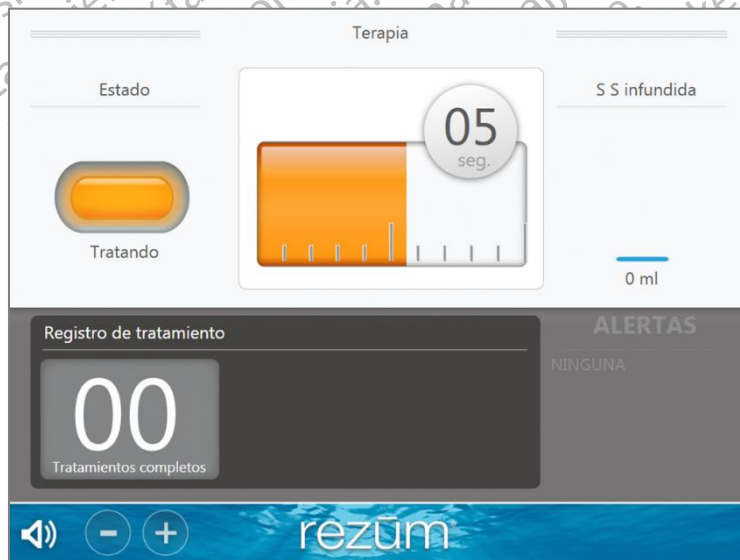 Terapia
Estado
S S infundida
05
seg.
Tratando
0 ml
Registro de tratamiento
ALERTAS
NINGUNA
00
Tratamientos completos
- +
rezūm